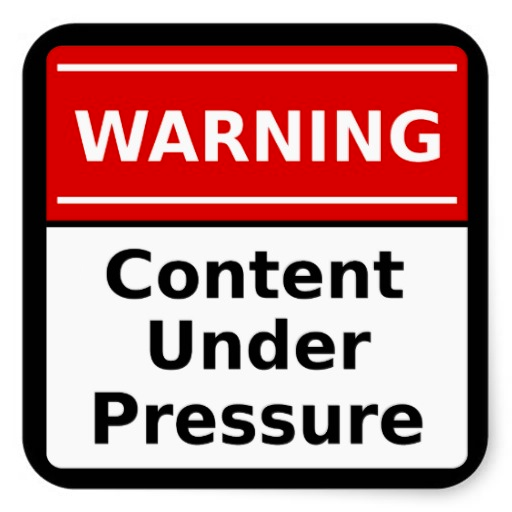 WARNING
Content
Under
Pressure